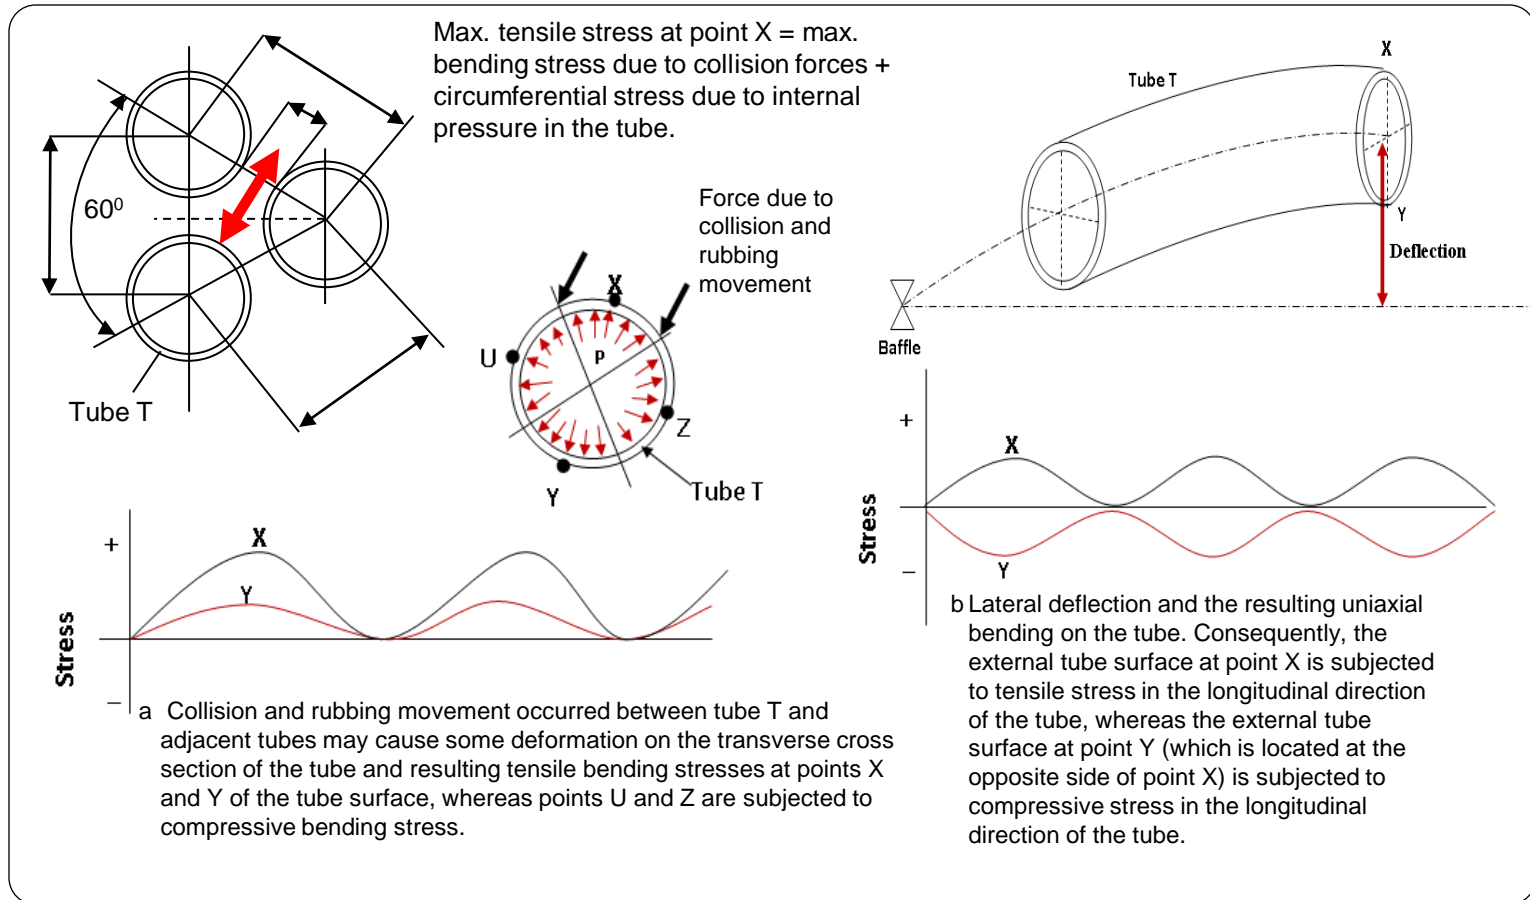 Max. tensile stress at point X = max.
bending stress due to collision forces +
circumferential stress due to internal
pressure in the tube.
60⁰
Tube T
Force due to
collision and
rubbing
movement
X
U
P
Z
Y
Tube T
X
Tube T
Y
Deflection
Baffle
+
X
Y
Stress
–
a Collision and rubbing movement occurred between tube T and
adjacent tubes may cause some deformation on the transverse cross
section of the tube and resulting tensile bending stresses at points X
and Y of the tube surface, whereas points U and Z are subjected to
compressive bending stress.
+
X
Stress
–
Y
b Lateral deflection and the resulting uniaxial
bending on the tube. Consequently, the
external tube surface at point X is subjected
to tensile stress in the longitudinal direction
of the tube, whereas the external tube
surface at point Y (which is located at the
opposite side of point X) is subjected to
compressive stress in the longitudinal
direction of the tube.